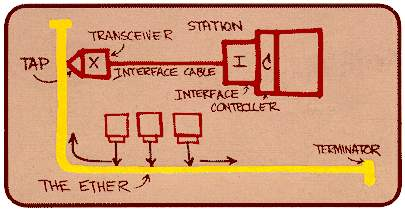 STATION
TRANSCEIVER
TAP
X
I
C
INTERFACE CABLE
INTERFACE
CONTROLLER
TERMINATOR
THE ETHER